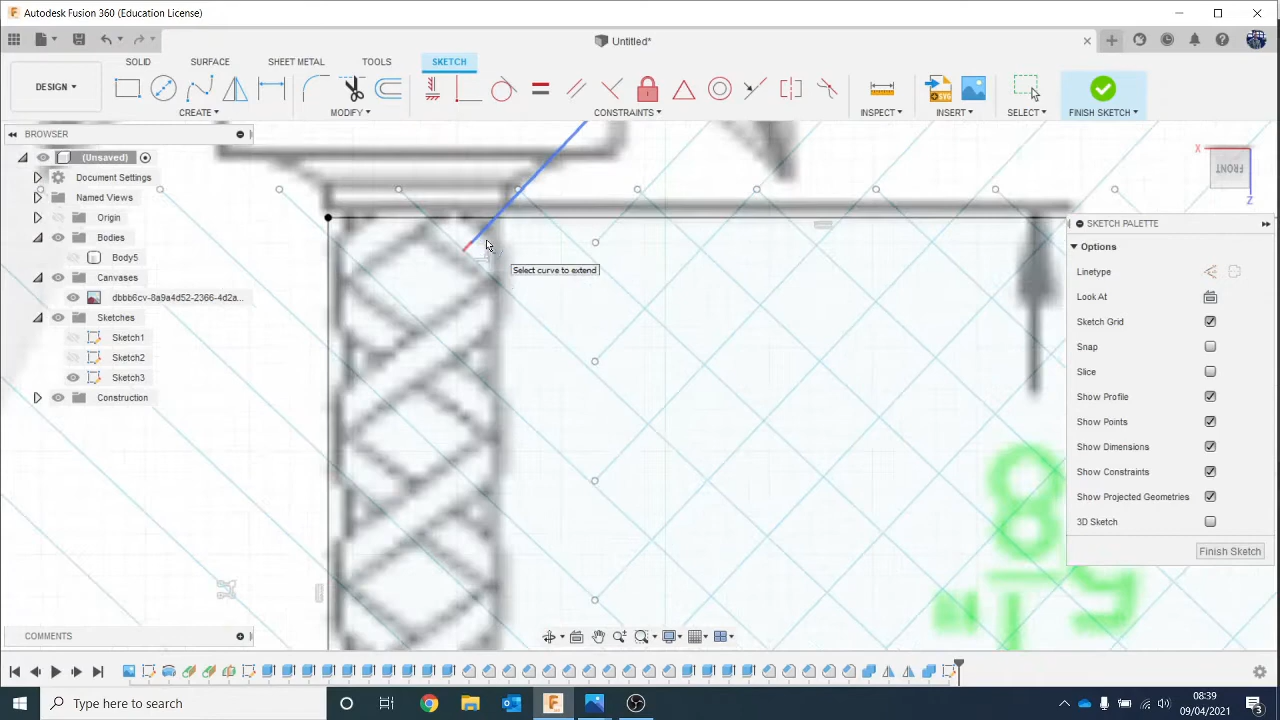 Autodesk Fusion 360 (Education License)
Untitled*
DESIGN
SOLID
SURFACE
SHEET METAL
TOOLS
SKETCH
CREATE
MODIFY
CONSTRAINTS
INSPECT
INSERT
SELECT
FINISH SKETCH
BROWSER
(Unsaved)
Document Settings
Named Views
Origin
Bodies
Body5
Canvases
dbbb6cv-8a9a4d52-2366-4d2a...
Sketches
Sketch1
Sketch2
Sketch3
Construction
Select curve to extend
X
FRONT
Z
SKETCH PALETTE
Options
Linetype
Look At
Sketch Grid
Snap
Slice
Show Profile
Show Points
Show Dimensions
Show Constraints
Show Projected Geometries
3D Sketch
Finish Sketch
COMMENTS
Type here to search
08:39
09/04/2021
3